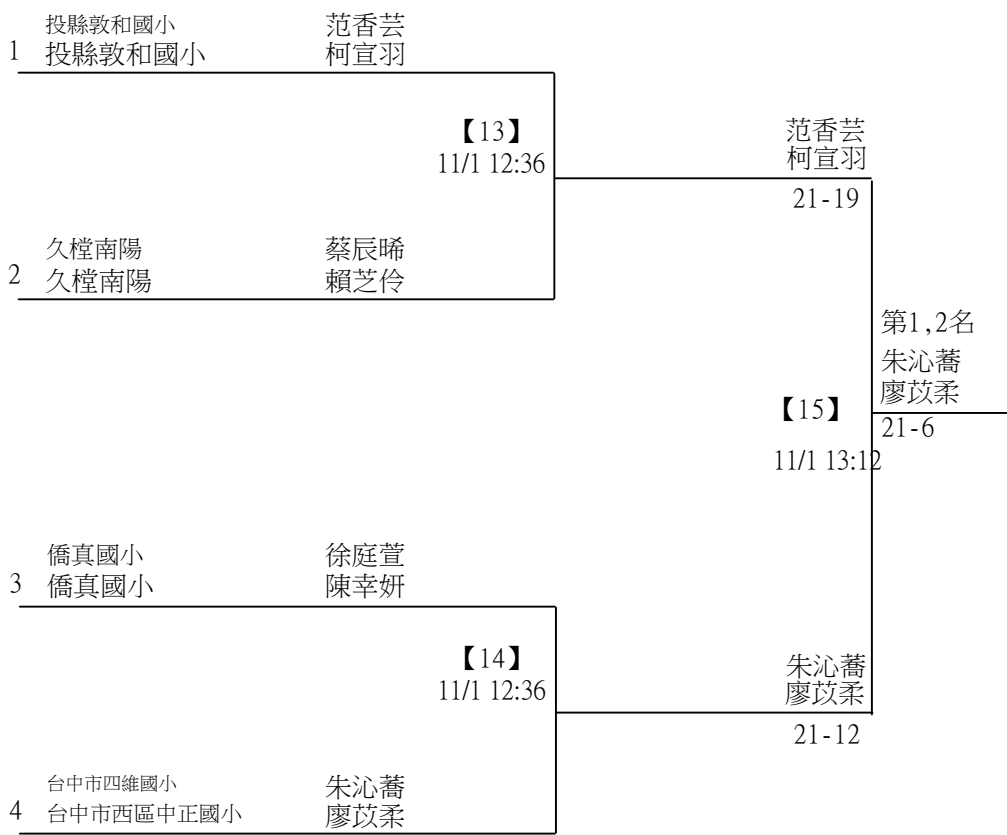 投縣敦和國小 范香芸
1 投縣敦和國小 柯宣羽
【13】
11/1 12:36
范香芸
柯宣羽
21-19
久樘南陽 蔡辰晞
2 久樘南陽 賴芝伶
第1,2名
朱沁蕎
廖苡柔
【15】
21-6
11/1 13:12
僑真國小 徐庭萱
3 僑真國小 陳幸妍
【14】
11/1 12:36
朱沁蕎
廖苡柔
21-12
台中市四維國小 朱沁蕎
4 台中市西區中正國小 廖苡柔